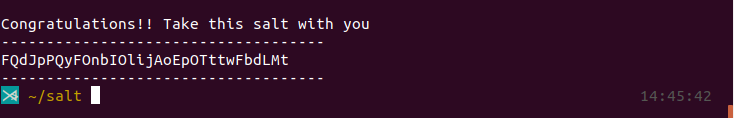 Congratulations!! Take this salt with you
------------------------------------
FQdJpPQyFOnbIOlijAoEpOTttwFbdLMt
------------------------------------
~/salt 14:45:42